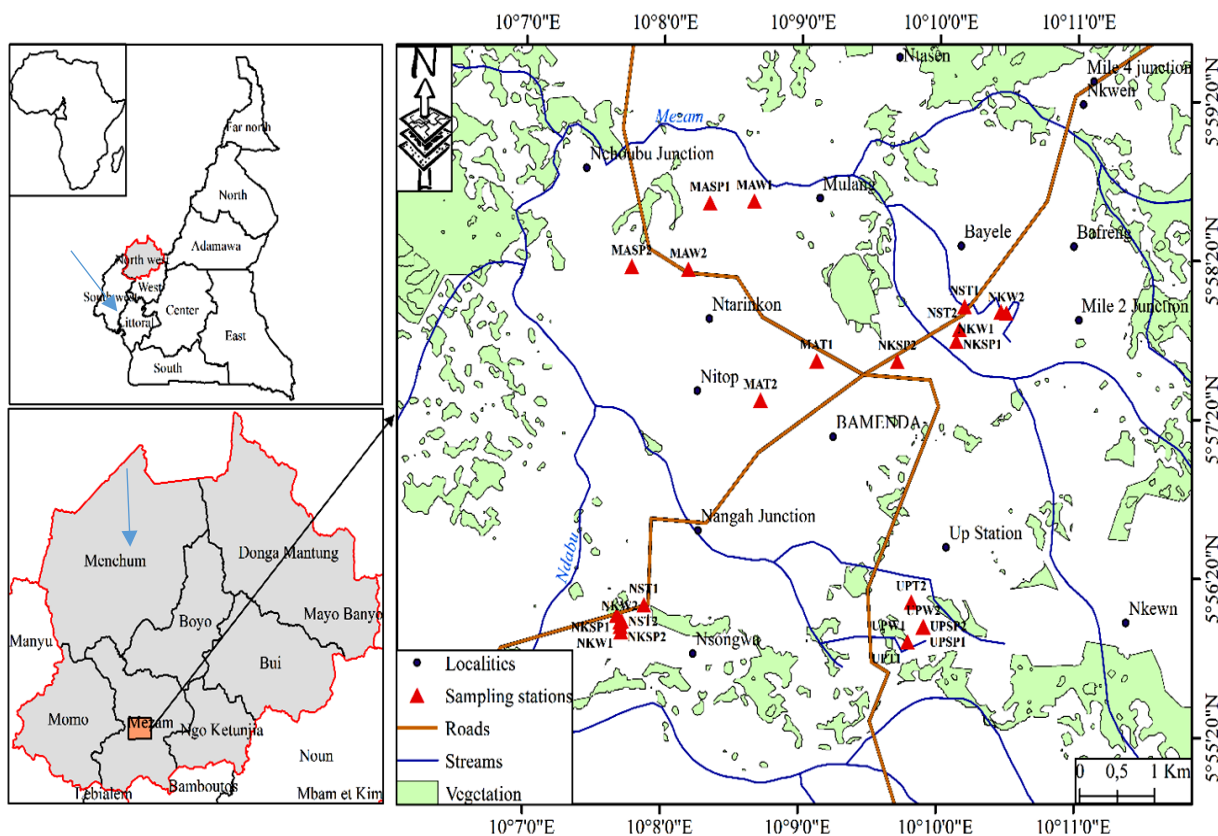 Far north
North
Adamawa
North west
West
Southwest
Littoral
Center
East
South
Menchum
Donga Mantung
Mayo Banyo
Boyo
Manyu
Bui
Momo
Mezam
Ngo Ketunjia
Noun
Bamboutos
Lebialem
Mbam et Kim
10°7'0"E
10°8'0"E
10°9'0"E
10°10'0"E
10°11'0"E
N
Ntasen
Mile 4 junction
Nkwen
5°59'20"N
Mezam
Nchoubu Junction
MASP1
MAW1
Mulang
Bayele
Bafreng
MASP2
MAW2
5°58'20"N
NST1
NKW2
NST2
Ntarinkon
Mile 2 Junction
NKW1
NKSP1
MAT1
NKSP2
Nitop
MAT2
BAMENDA
5°57'20"N
Nangah Junction
Up Station
Ndabu
5°56'20"N
NST1
UPT2
NKW2
NST2
UPW2
Nkewn
NKSP1
UPW1
UPSP2
NKSP2
UPSP1
NKW1
Nsongwa
UPT1
Localitics
Sampling stations
Roads
Streams
Vegetation
5°55'20"N
0 0,5 1 Km
10°7'0"E
10°8'0"E
10°9'0"E
10°10'0"E
10°11'0"E